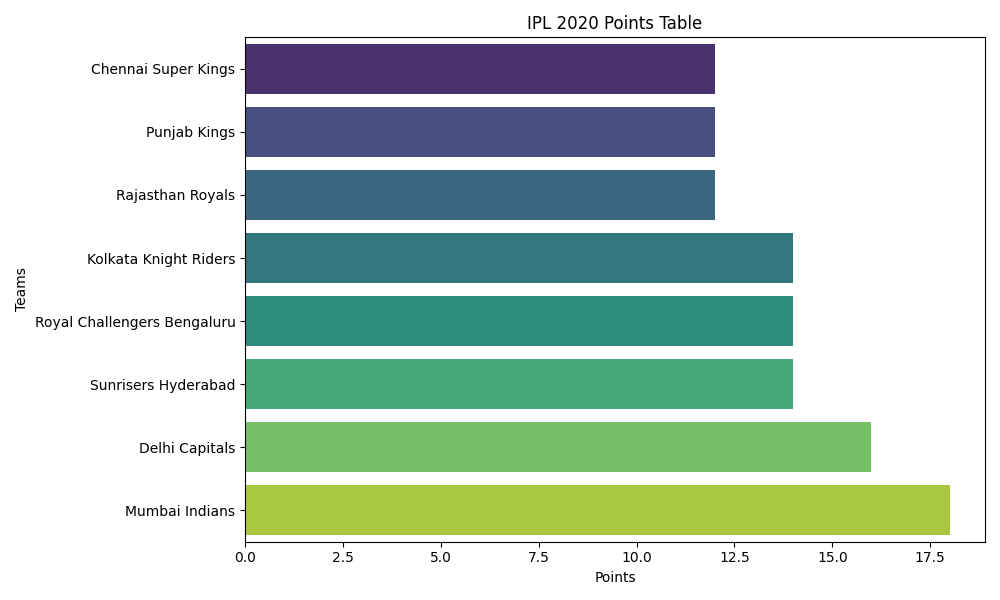 IPL 2020 Points Table
Teams
Chennai Super Kings
Punjab Kings
Rajasthan Royals
Kolkata Knight Riders
Royal Challengers Bengaluru
Sunrisers Hyderabad
Delhi Capitals
Mumbai Indians
0.0 2.5 5.0 7.5 10.0 12.5 15.0 17.5
Points